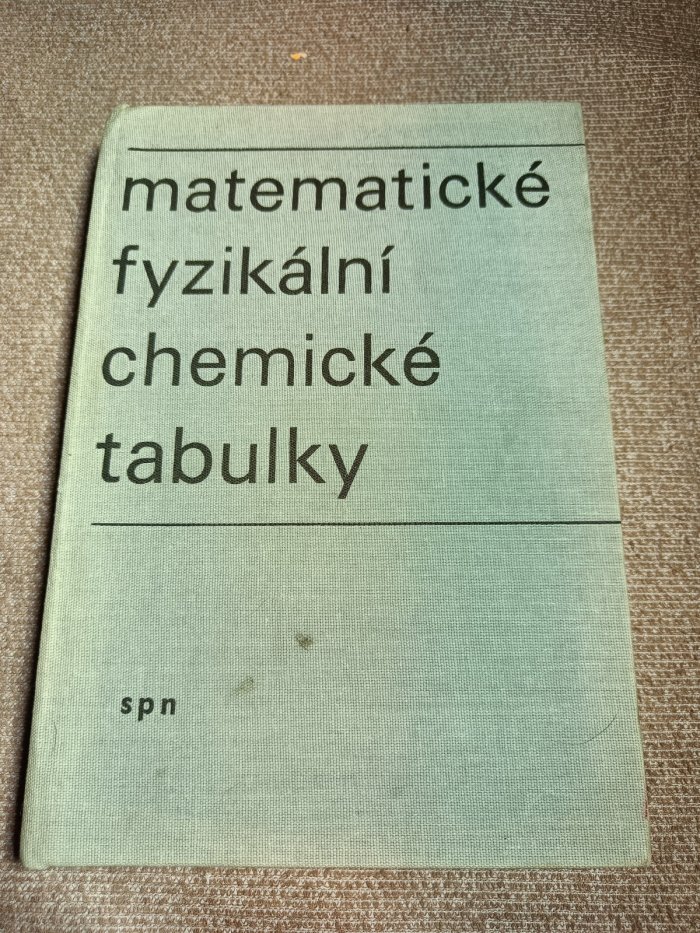 matematické
fyzikální
chemické
tabulky
spn